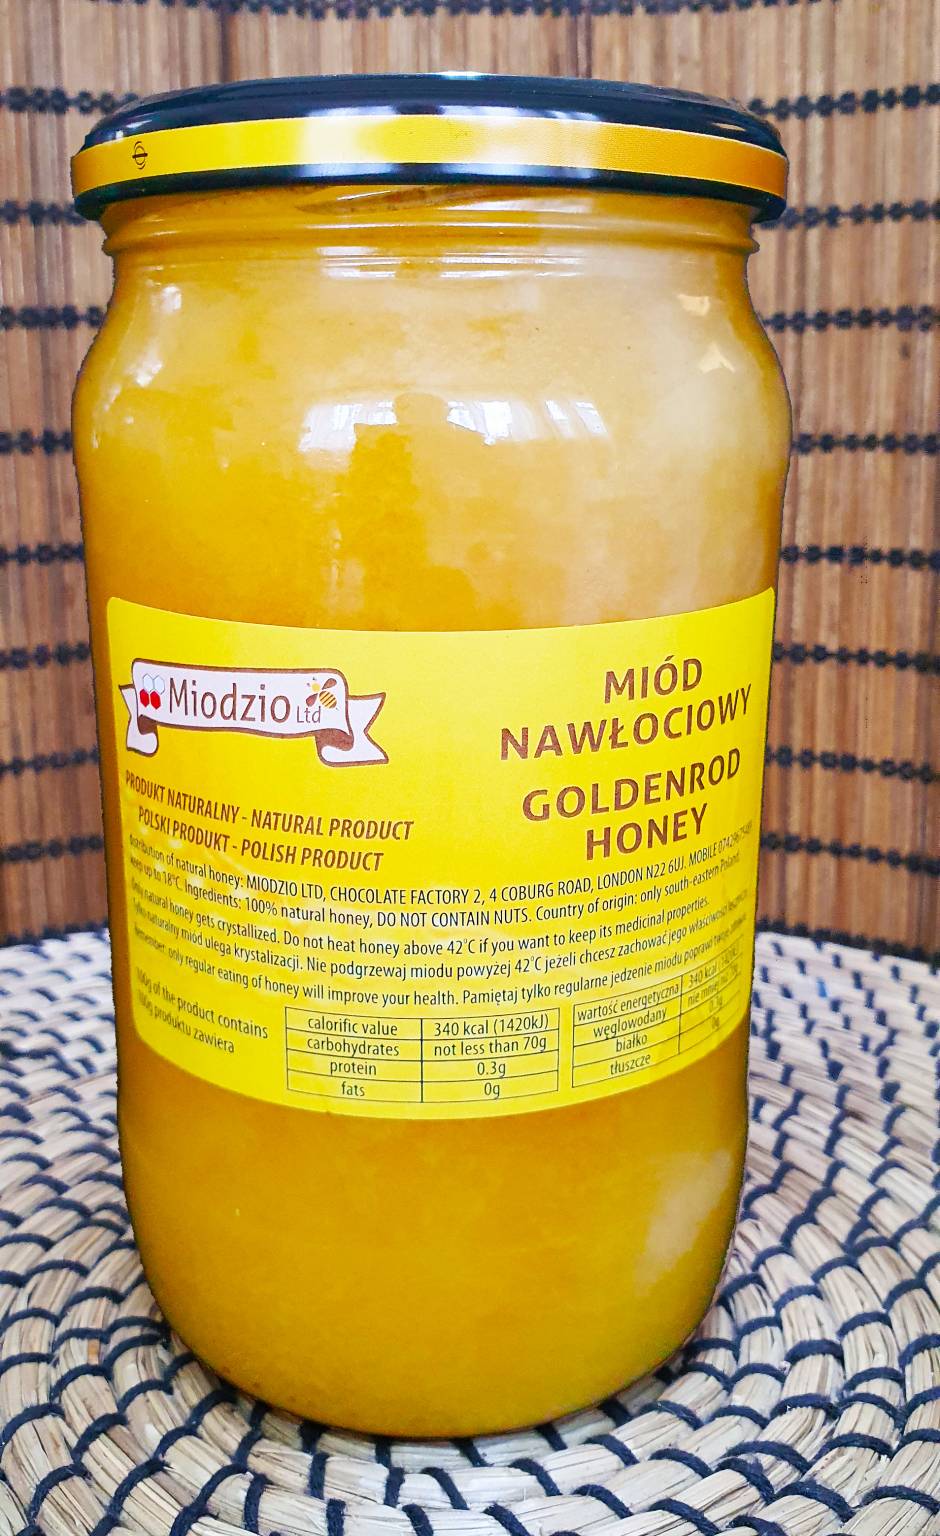 Miodzio
Ltd
MIÓD
NAWŁOCIOWY
GOLDENROD
HONEY
PRODUKT NATURALNY - NATURAL PRODUCT
POLSKI PRODUKT - POLISH PRODUCT
distribution of natural honey: MIODZIO LTD, CHOCOLATE FACTORY 2, 4 COBURG ROAD, LONDON N22 6UJ. MOBILE
keep up to 18°C. Ingredients: 100% natural honey, DO NOT CONTAIN NUTS. Country of origin: only south-eastern Poland
Only natural honey gets crystallized. Do not heat honey above 42°C if you want to keep its medicinal properties.
Tylko naturalny miód ulega krystalizacji. Nie podgrzewaj miodu powyżej 42°C jeżeli chcesz zachować jego właściwości
Remember: only regular eating of honey will improve your health. Pamiętaj tylko regularne jedzenie miodu poprawi twoje
100g of the product contains
100g produktu zawiera
calorific value 340 kcal (1420kJ)
carbohydrates not less than 70g
protein 0.3g
fats 0g
wartość energetyczna 340 kcal
węglowodany nie mniej
białko
tłuszcze 0g